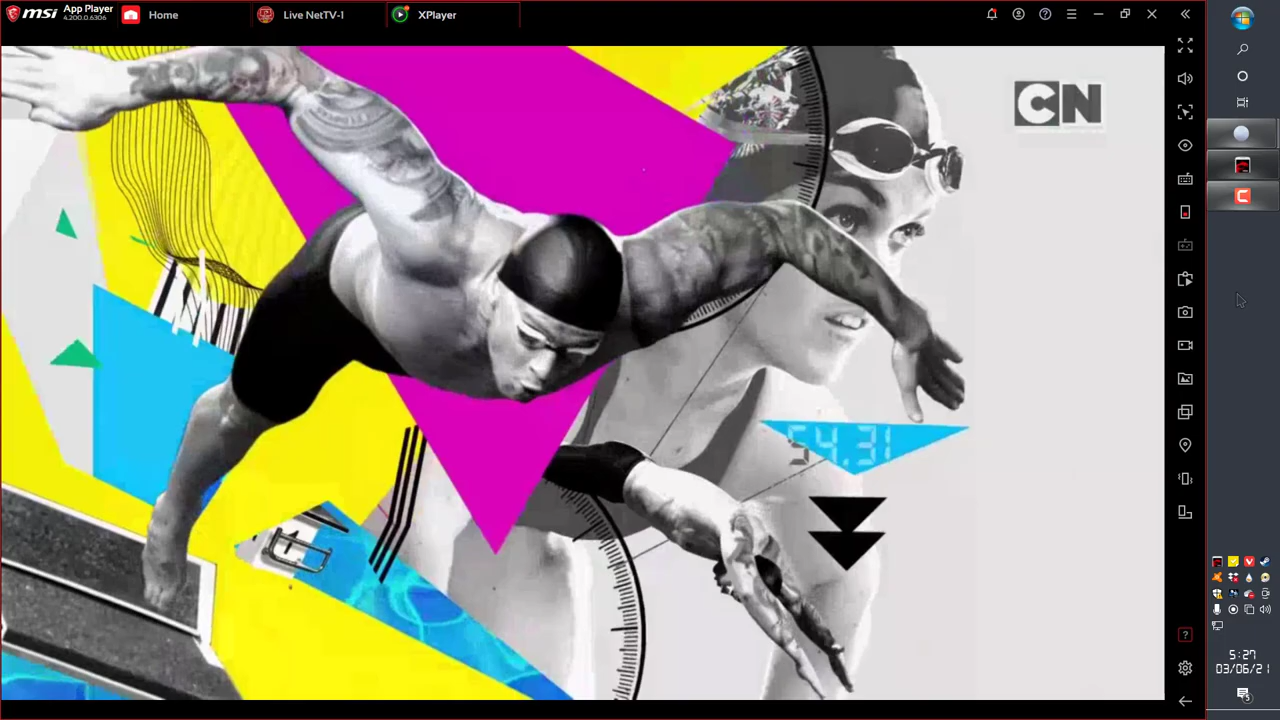 msi App Player
4.200.0.6306
Home
Live NetTV-1
XPlayer
CN
54.31
5:27
03/06/21